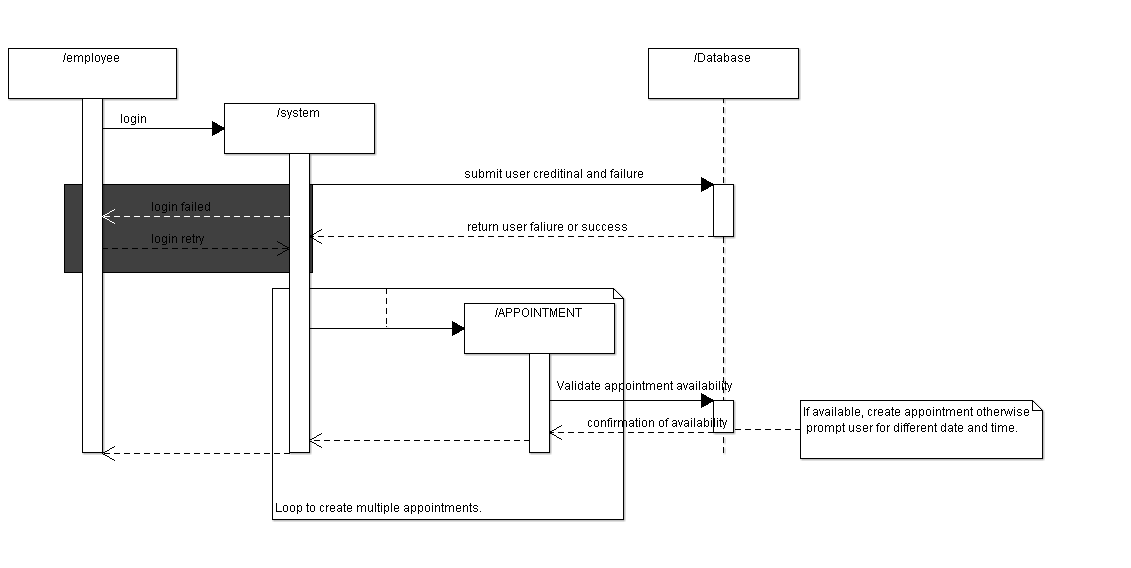 /employee
/Database
/system
login
submit user creditinal and failure
login failed
return user faliure or success
login retry
/APPOINTMENT
Validate appointment availability
If available, create appointment otherwise
prompt user for different date and time.
confirmation of availability
Loop to create multiple appointments.